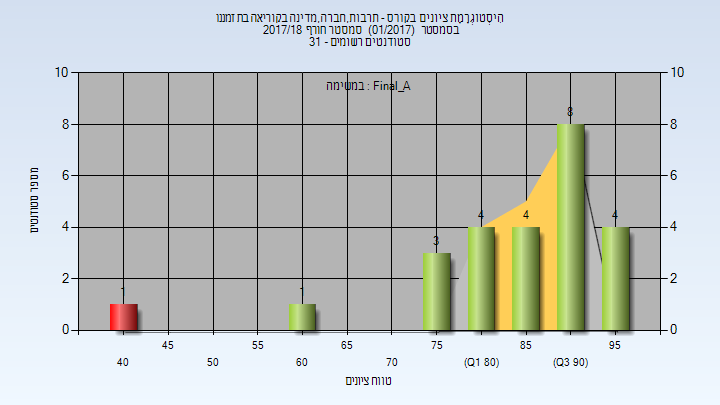 היסטוגרמת ציונים בקורס - תרבות,חברה,מדינה בקוריאה בת זמננו
בסמסטר (01/2017) סמסטר חורף 2017/18
סטודנטים רשומים - 31
במשימה : Final_A
מספר סטודנטים
10 10
8 8
6 6
4 4
2 2
0 0
1 1 3 4 4 8 4
45 55 65 75 85 95
40 50 60 70 (Q1 80) (Q3 90)
טווח ציונים